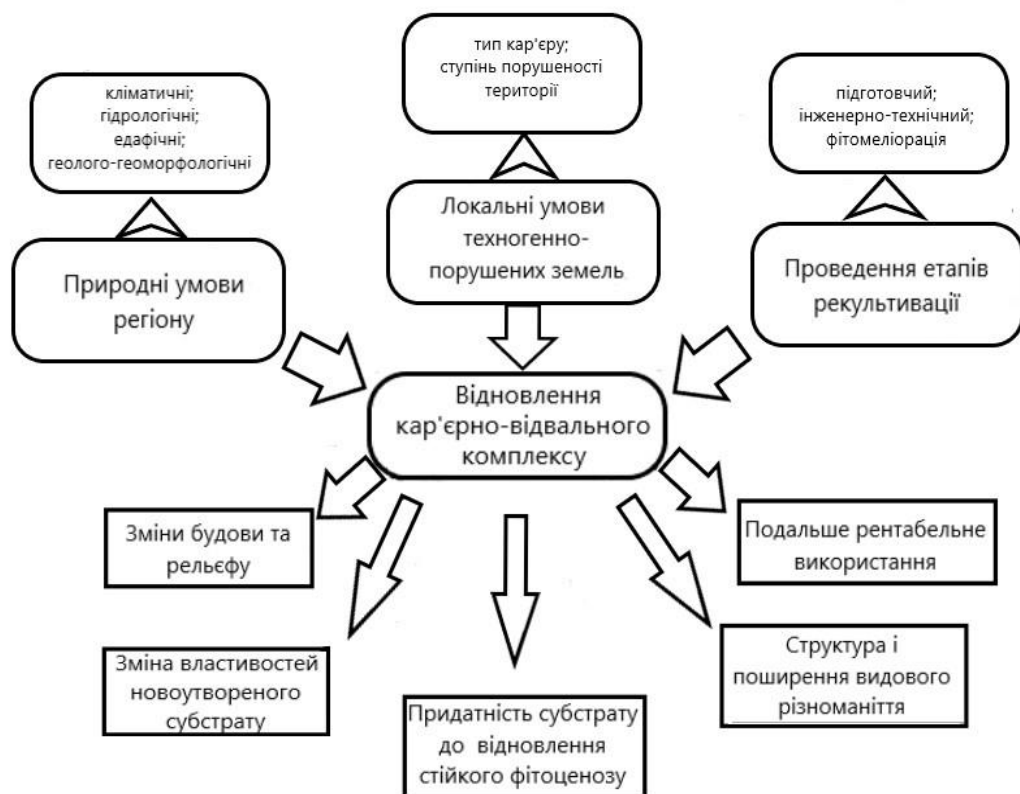 кліматичні;
гідрологічні;
едафічні;
геолого-геоморфологічні
тип кар'єру;
ступінь порушеності
території
підготовчий;
інженерно-технічний;
фітомеліорація
Природні умови
регіону
Локальні умови
техногенно-
порушених земель
Проведення етапів
рекультивації
Відновлення
кар'єрно-відвального
комплексу
Зміни будови та
рельєфу
Подальше рентабельне
використання
Зміна властивостей
новоутвореного
субстрату
Придатність субстрату
до відновлення
стійкого фітоценозу
Структура і
поширення видового
різноманіття